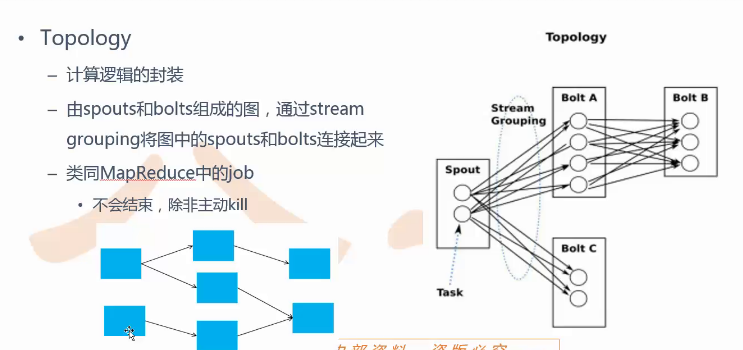 • Topology
– 计算逻辑的封装
– 由spouts和bolts组成的图，通过stream
grouping将图中的spouts和bolts连接起来
– 类同MapReduce中的job
• 不会结束，除非主动kill
Topology
Bolt A
Bolt B
Stream
Grouping
Spout
Bolt C
Task